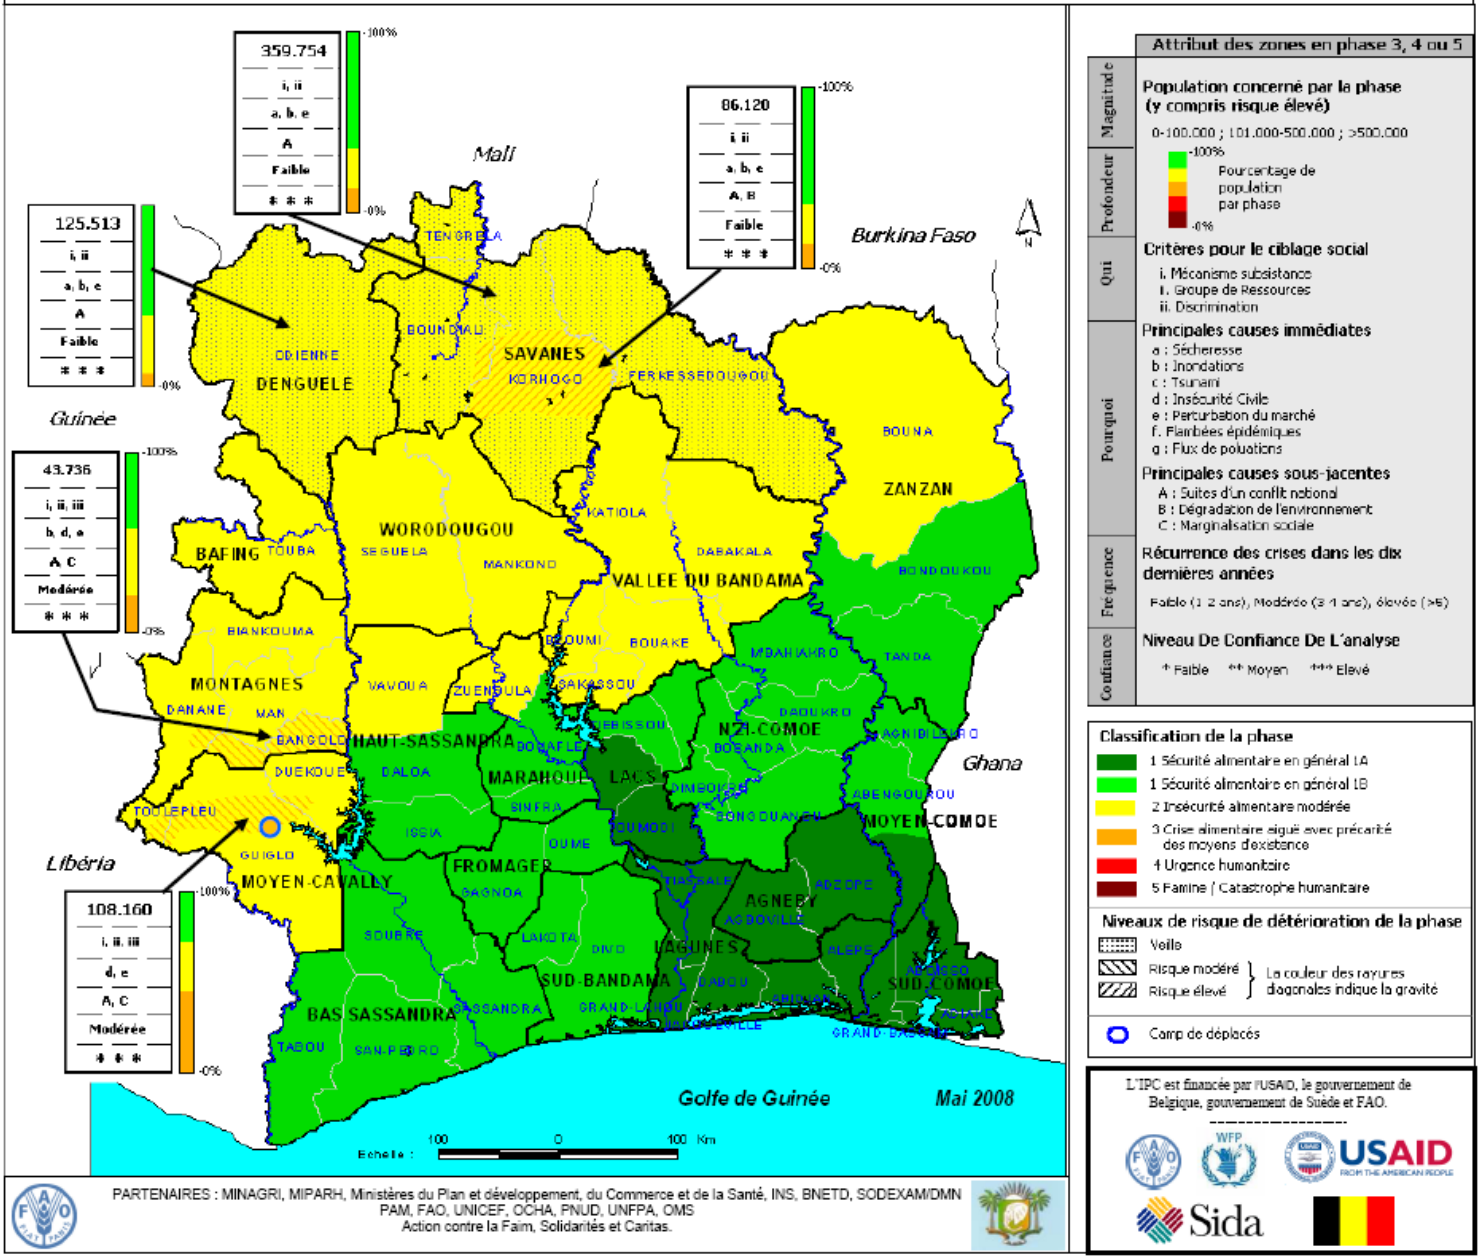 359.754
i, ii
a, b, e
A
Faible
* * *
-100%
-0%
86.120
i, ii
a, b, e
A, B
Faible
* * *
-100%
-0%
125.513
i, ii
a, b, e
A
Faible
* * *
-0%
43.736
i, ii, iii
b, d, e
A, C
Modérée
* * *
-100%
-0%
108.160
i, ii, iii
d, e
A, C
Modérée
* * *
-100%
-0%
Mali
Burkina Faso
N
Guinée
Libéria
Ghana
TENGRELA
BOUNDIALI
SAVANES
KORHOGO
FERKESSEDOUGOU
ODIENNE
DENGUELE
BOUNA
ZANZAN
KATIOLA
WORODOUGOU
BAFING
TOUBA
SEGUELA
MANKONO
DABAKALA
VALLEE DU BANDAMA
BONDOUKOU
BIANKOUMA
BEOUMI
BOUAKE
M'BAHIAKRO
TANDA
MONTAGNES
VAVOUA
ZUENOULA
SAKASSOU
DANANE
MAN
DAOUKRO
BANGOLO
HAUT-SASSANDRA
BOUAFLE
TIEBISSOU
N'ZI-COMOE
BOCANDA
AGNIBILEKRO
DUEKOUE
DALOA
MARAHOUE
LACS
DIMBOKRO
ABENGOUROU
TOULEPLEU
SINFRA
BONGOUANOU
MOYEN-COMOE
ISSIA
OUME
TOUMODI
GUIGLO
FROMAGER
MOYEN-CAVALLY
GAGNOA
TIASSALE
AGNEBY
ADZOPE
AGBOVILLE
SOUBRE
LAKOTA
DIVO
LAGUNES
ALEPE
ABOISSO
SUD-BANDAMA
DABOU
SUD-COMOE
BAS SASSANDRA
SASSANDRA
GRAND-LAHOU
ABIDJAN
ADIAKE
JACQUEVILLE
GRAND-BASSAM
TABOU
SAN-PEDRO
Golfe de Guinée
Mai 2008
100 0 100 Km
Echelle :
PARTENAIRES : MINAGRI, MIPARH, Ministères du Plan et développement, du Commerce et de la Santé, INS, BNETD, SODEXAM/DMN
PAM, FAO, UNICEF, OCHA, PNUD, UNFPA, OMS
Action contre la Faim, Solidarités et Caritas.
Attribut des zones en phase 3, 4 ou 5
Magnitude
Population concerné par la phase
(y compris risque élevé)
0-100.000 ; 101.000-500.000 ; >500.000
Profondeur
-100%
Pourcentage de
population
par phase
-0%
Qui
Critères pour le ciblage social
i. Mécanisme subsistance
ii. Groupe de Ressources
iii. Discrimination
Pourquoi
Principales causes immédiates
a : Sécheresse
b : Inondations
c : Tsunami
d : Insécurité Civile
e : Perturbation du marché
f. Flambées épidémiques
g : Flux de poluations
Principales causes sous-jacentes
A : Suites d'un conflit national
B : Dégradation de l'environnement
C : Marginalisation sociale
Fréquence
Récurrence des crises dans les dix
dernières années
Faible (1-2 ans), Modérée (3-4 ans), élevée (>5)
Confiance
Niveau De Confiance De L'analyse
* Faible ** Moyen *** Elevé
Classification de la phase
1 Sécurité alimentaire en général 1A
1 Sécurité alimentaire en général 1B
2 Insécurité alimentaire modérée
3 Crise alimentaire aiguë avec précarité
des moyens d'existence
4 Urgence humanitaire
5 Famine / Catastrophe humanitaire
Niveaux de risque de détérioration de la phase
Veille
Risque modéré
Risque élevé
La couleur des rayures
diagonales indique la gravité
Camp de déplacés
L'IPC est financée par l'USAID, le gouvernement de
Belgique, gouvernement de Suède et FAO.
--------------------
FAO
WFP
USAID
FROM THE AMERICAN PEOPLE
Sida